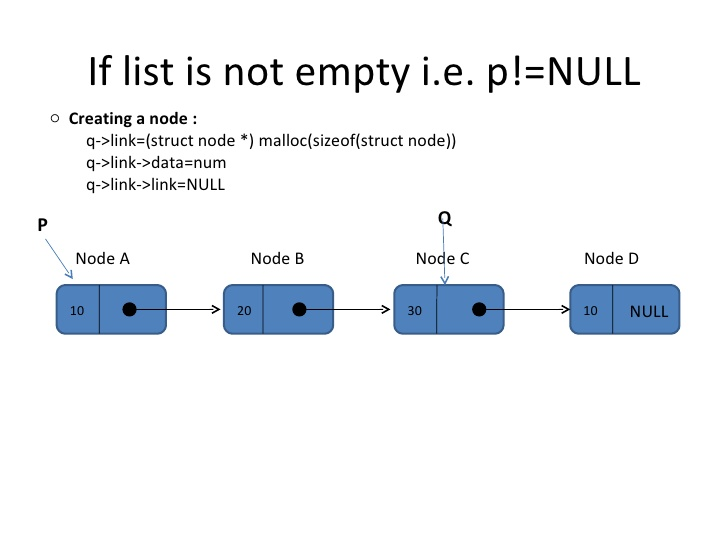 If list is not empty i.e. p!=NULL
○ Creating a node :
q->link=(struct node *) malloc(sizeof(struct node))
q->link->data=num
q->link->link=NULL
P
Q
Node A Node B Node C Node D
10 20 30 10 NULL